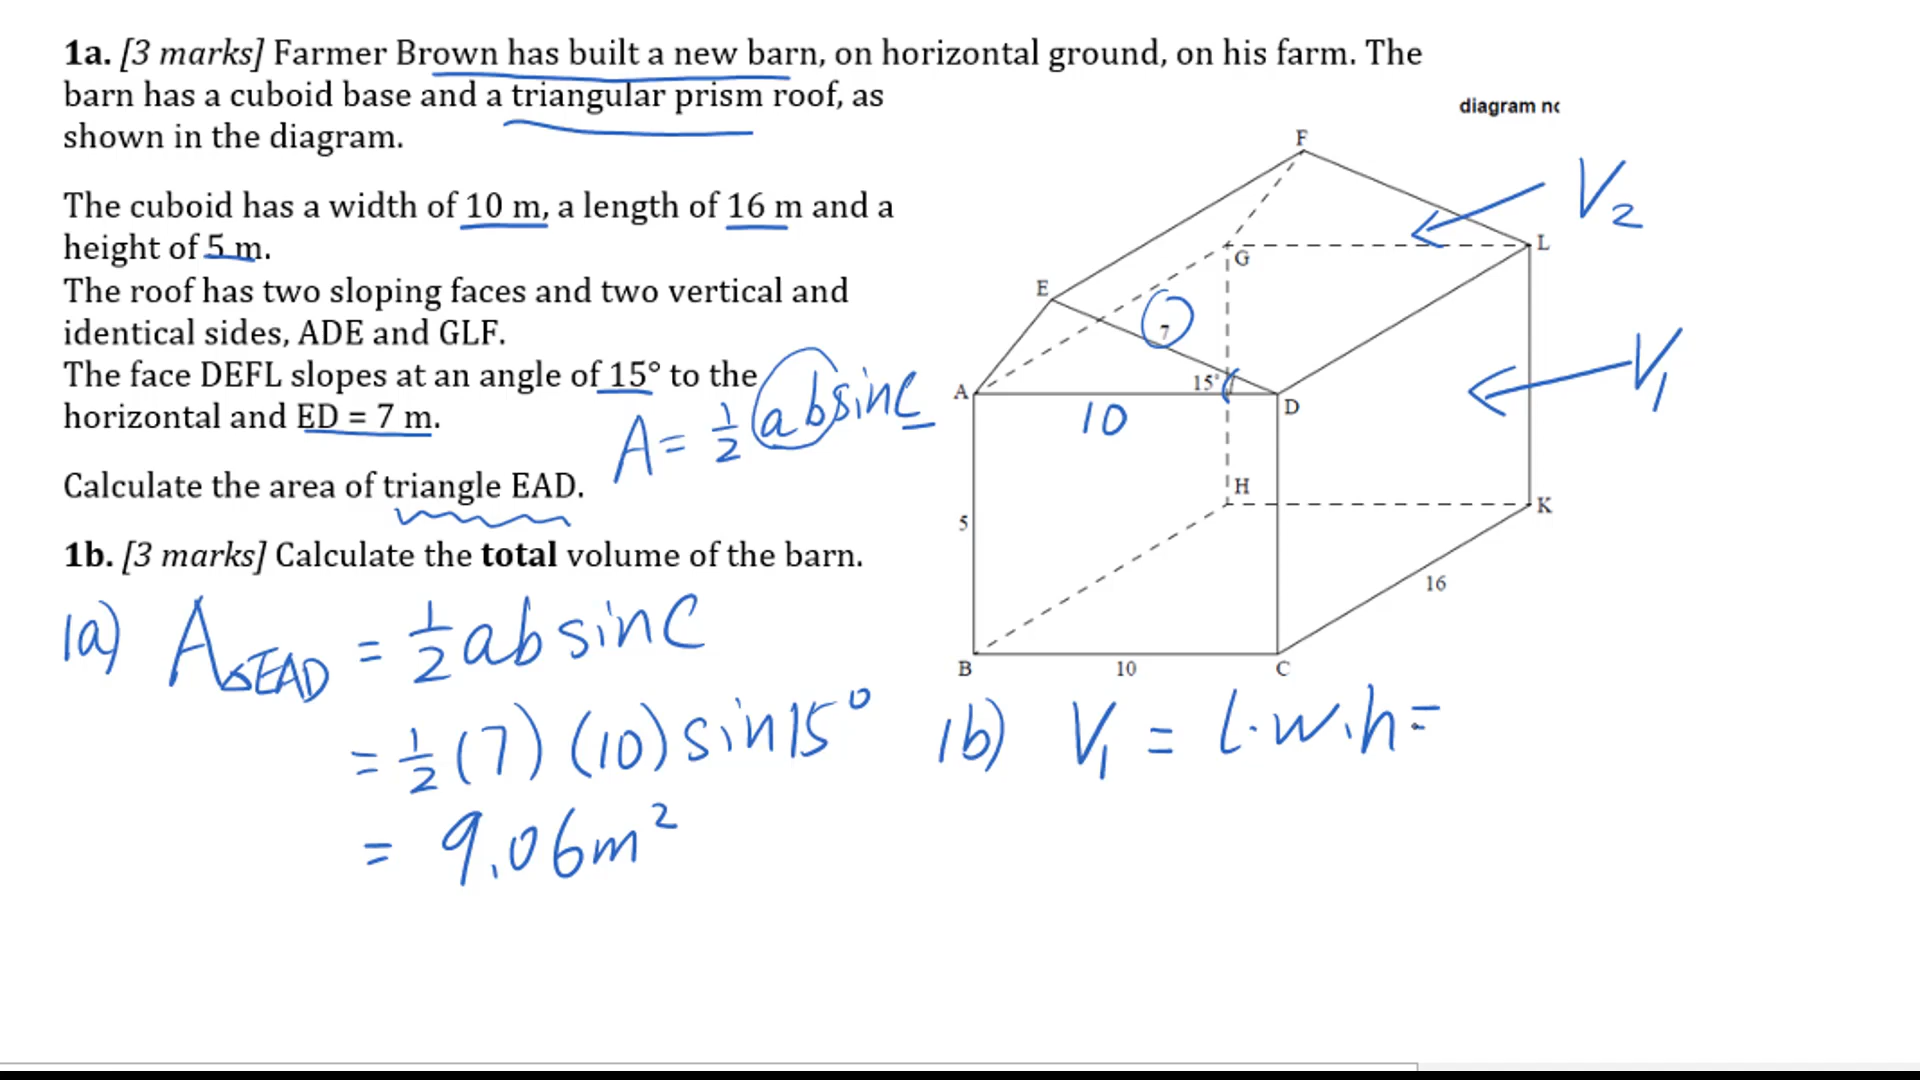 1a. [3 marks] Farmer Brown has built a new barn, on horizontal ground, on his farm. The
barn has a cuboid base and a triangular prism roof, as
shown in the diagram.
diagram no
The cuboid has a width of 10 m, a length of 16 m and a
height of 5 m.
The roof has two sloping faces and two vertical and
identical sides, ADE and GLF.
The face DEFL slopes at an angle of 15° to the
horizontal and ED = 7 m.
A = 1/2 ab sin C
Calculate the area of triangle EAD.
1b. [3 marks] Calculate the total volume of the barn.
F
V₂
L
G
E
7
V₁
A
15°
D
10
H
K
5
16
B
10
C
1a) A△EAD = 1/2 ab sin C
= 1/2 (7)(10) sin 15°
= 9.06m²
1b) V₁ = l·w·h =